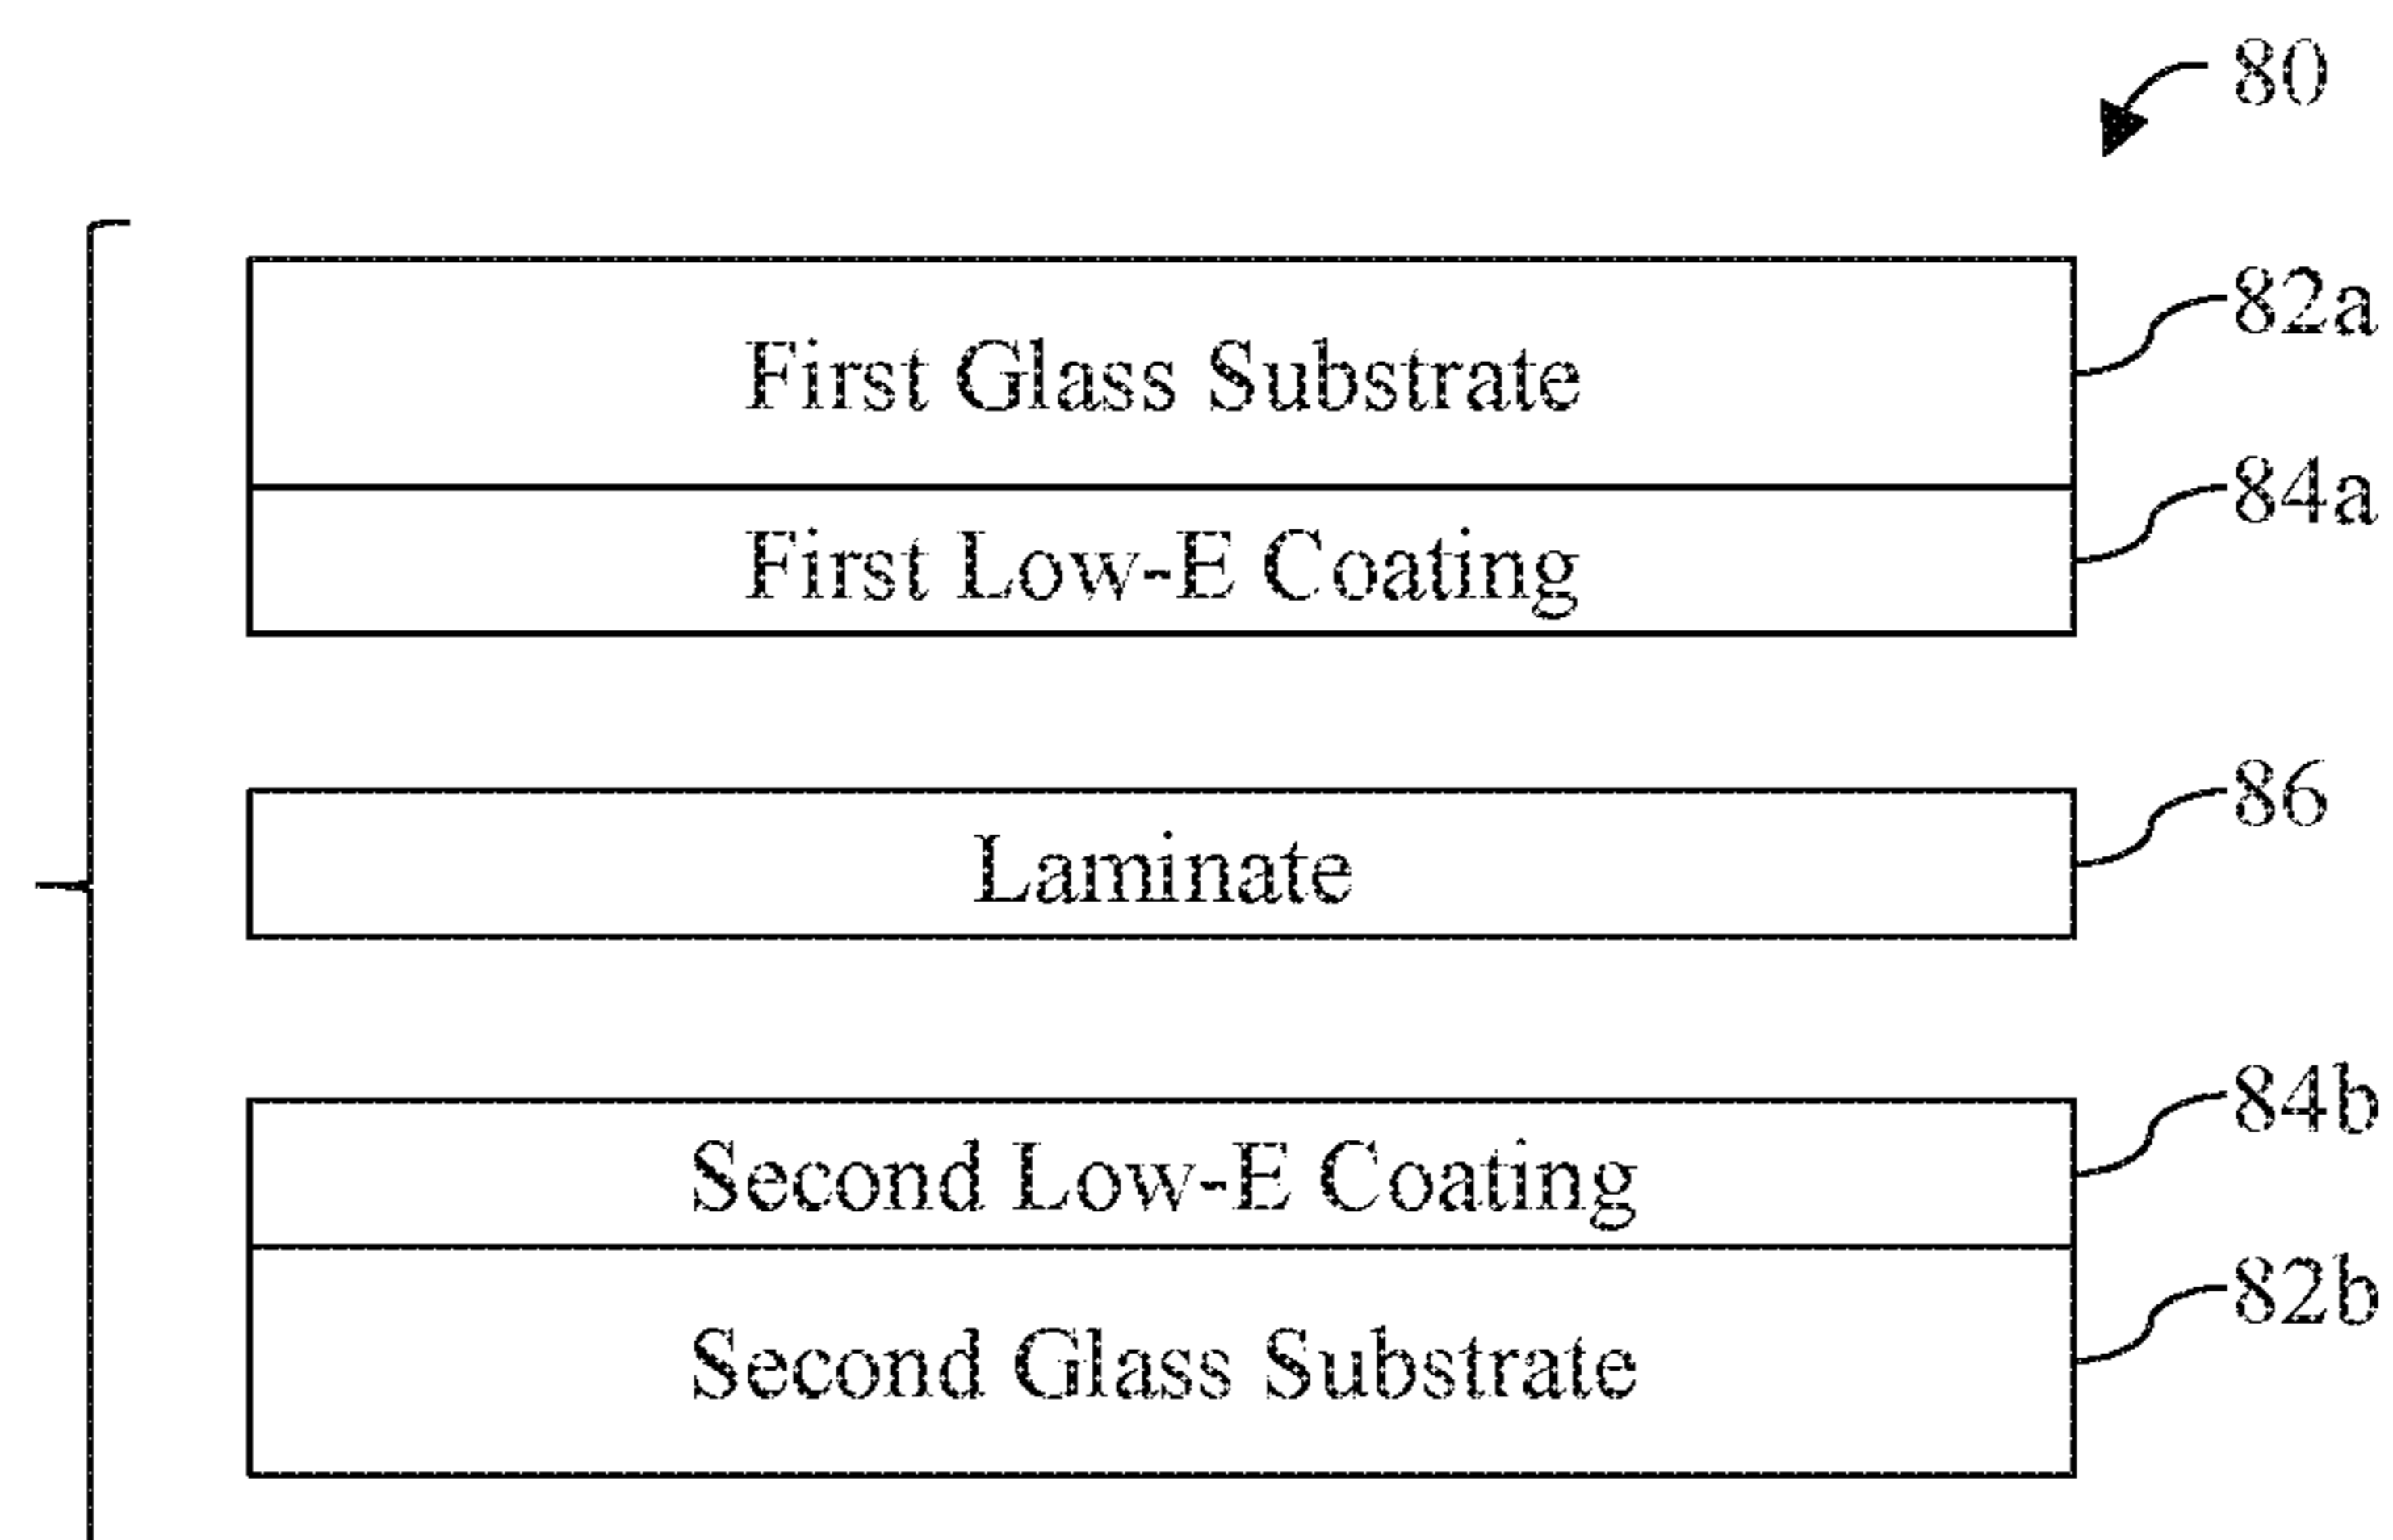 80
First Glass Substrate 82a
First Low-E Coating 84a
Laminate 86
Second Low-E Coating 84b
Second Glass Substrate 82b